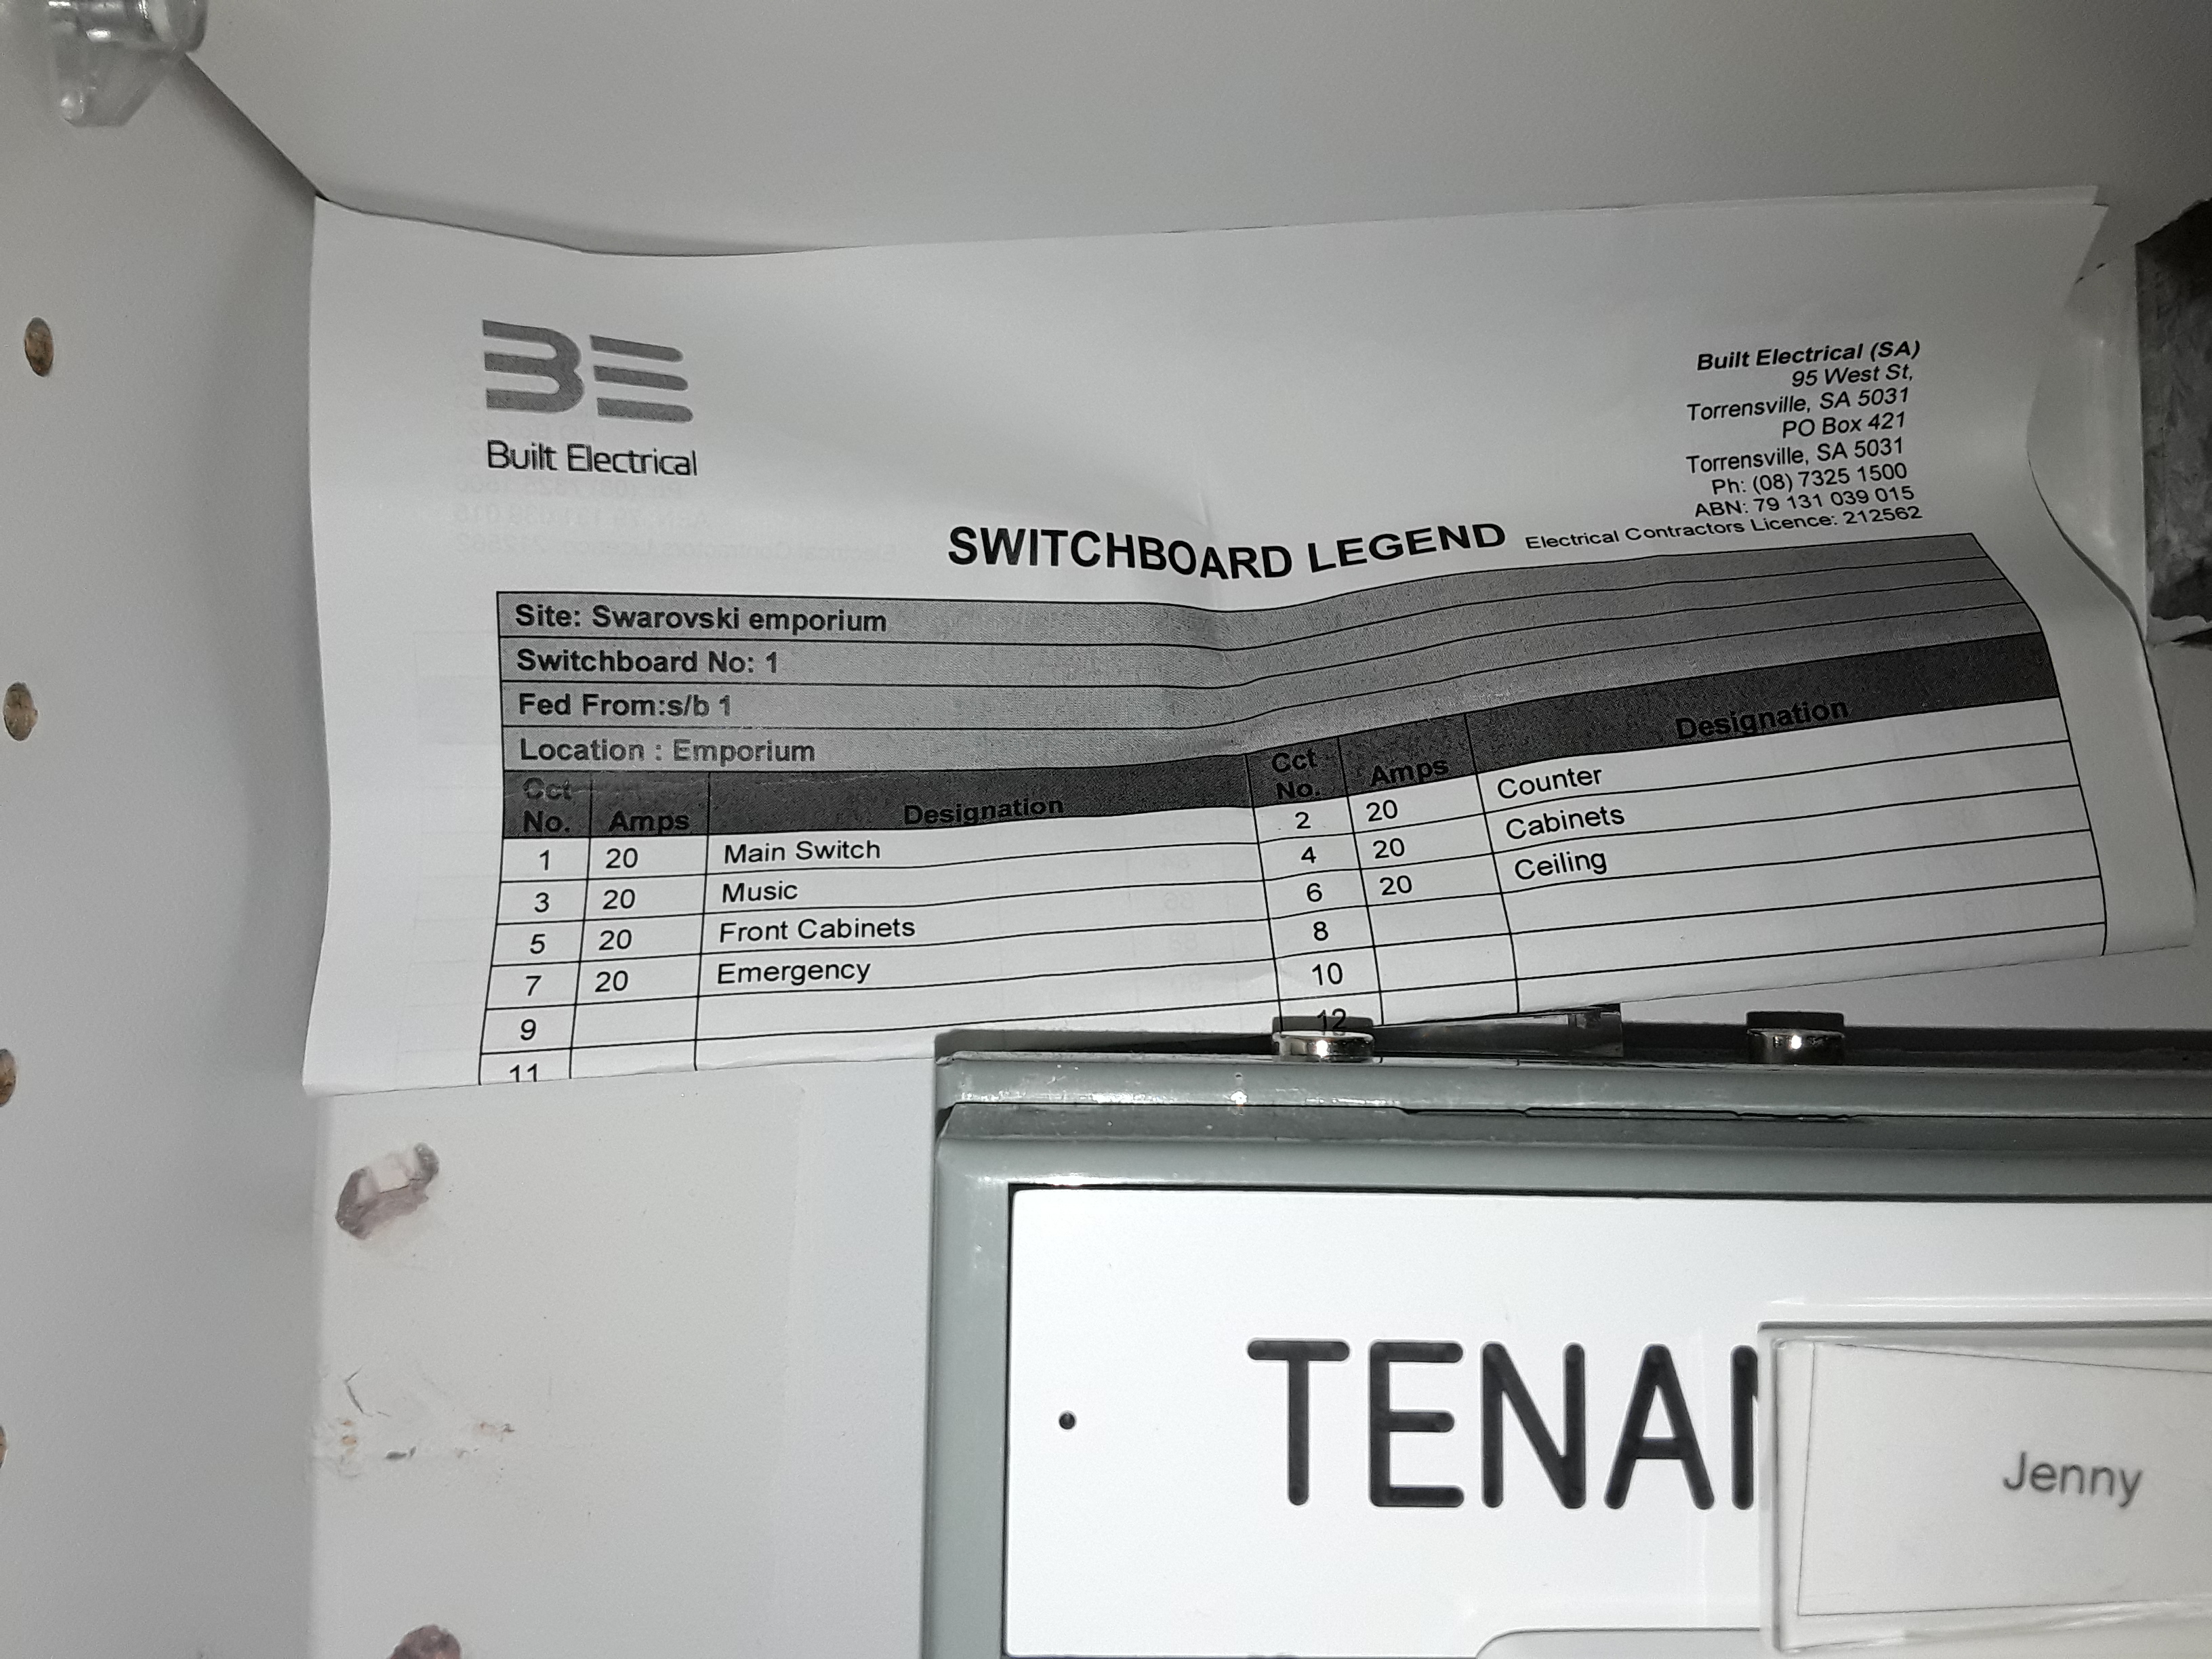 BE
Built Electrical
Built Electrical (SA)
95 West St,
Torrensville, SA 5031
PO Box 421
Torrensville, SA 5031
Ph: (08) 7325 1500
ABN: 79 131 039 015
Electrical Contractors Licence: 212562
SWITCHBOARD LEGEND
Site: Swarovski emporium
Switchboard No: 1
Fed From:s/b 1
Location : Emporium
Cct No. Amps Designation Cct No. Amps Designation
1 20 Main Switch 2 20 Counter
3 20 Music 4 20 Cabinets
5 20 Front Cabinets 6 20 Ceiling
7 20 Emergency 8
9 10
11 12
TENAN
Jenny